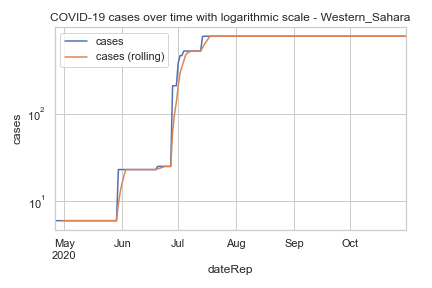 COVID-19 cases over time with logarithmic scale - Western_Sahara
cases
cases (rolling)
10²
10¹
cases
May Jun Jul Aug Sep Oct
2020
dateRep